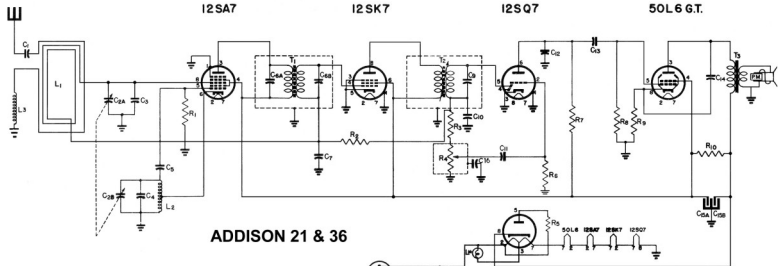 12SA7 12SK7 12SQ7 50L6 G.T.
C1 L1 T1 T2 C12 C13 T3
C6A C6B C9 C14 P.M.
L3 C2A C3 R1 C10 R7 R8 R9
R3
R2 R10
C5 C7 R4 C16 C11
R6
C2B C4 L2 C15A C15B
R5
50L6 12SA7 12SK7 12SQ7
ADDISON 21 & 36